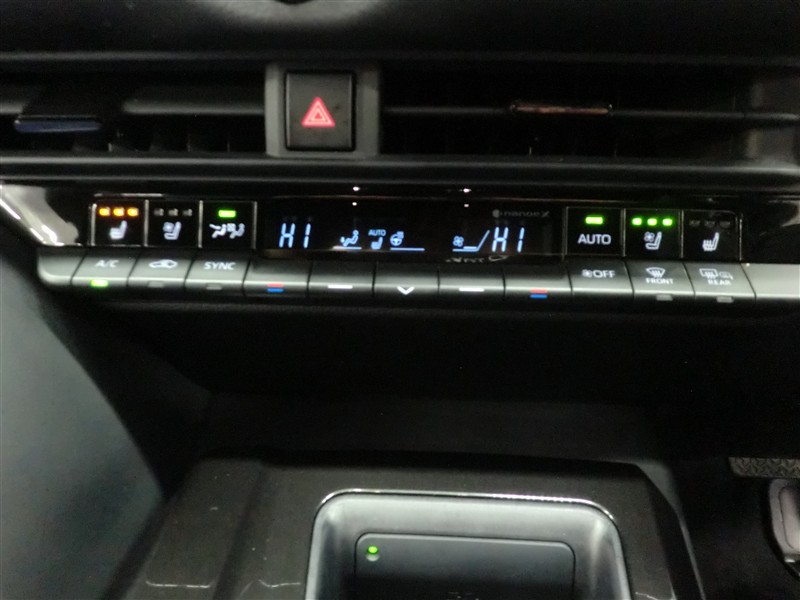 nanoe X
HI AUTO HI AUTO
A/C SYNC OFF FRONT REAR